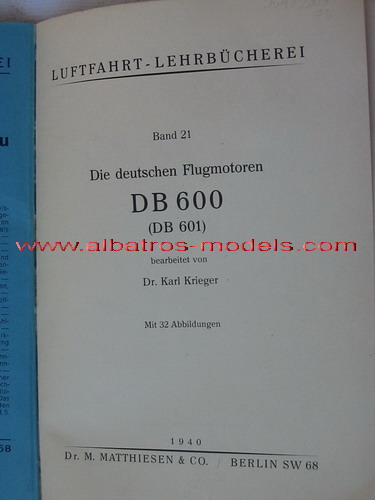 LUFTFAHRT-LEHRBÜCHEREI
Band 21
Die deutschen Flugmotoren
DB 600
(DB 601)
www.albatros-models.com
bearbeitet von
Dr. Karl Krieger
Mit 32 Abbildungen
1940
Dr. M. MATTHIESEN & CO. / BERLIN SW 68